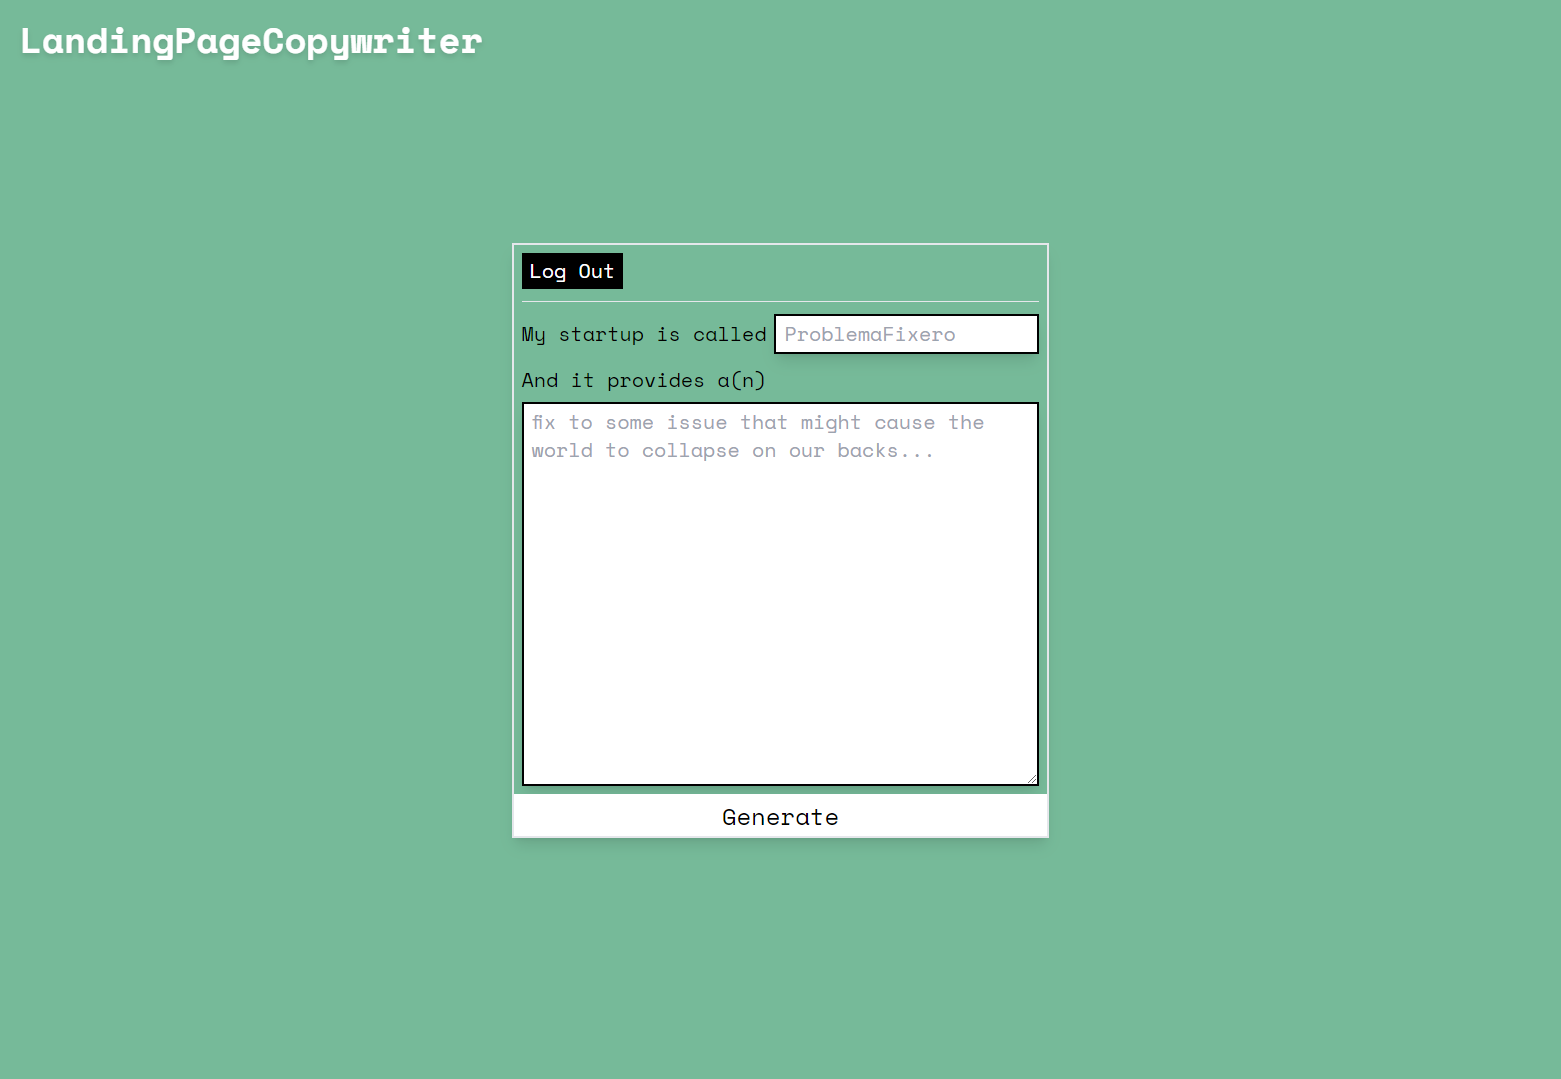 LandingPageCopywriter
Log Out
My startup is called ProblemaFixero
And it provides a(n)
fix to some issue that might cause the
world to collapse on our backs...
Generate